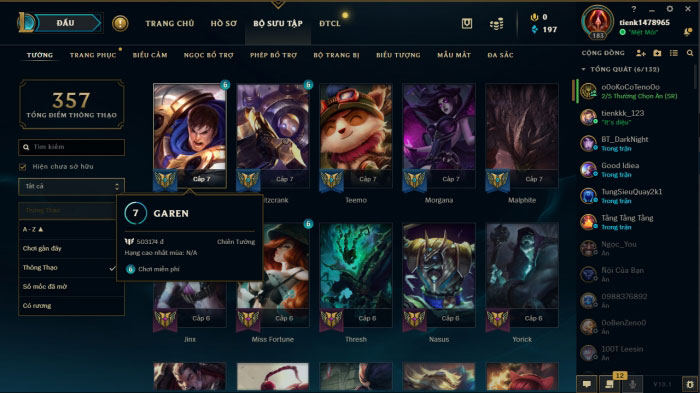 ĐẤU
TRANG CHỦ
HỒ SƠ
BỘ SƯU TẬP
ĐTCL
0
197
tienk1478965
"Mệt Mỏi"
183
TƯỚNG
TRANG PHỤC
BIỂU CẢM
NGỌC BỔ TRỢ
PHÉP BỔ TRỢ
BỘ TRANG BỊ
BIỂU TƯỢNG
MẪU MẮT
ĐA SẮC
357
TỔNG ĐIỂM THÔNG THẠO
Tìm kiếm
Hiện chưa sở hữu
Tất cả
Thông Thạo
A - Z
Chơi gần đây
Thông Thạo
Số mốc đã mở
Có rương
6
Cấp 7
6
Cấp 7
Cấp 7
Cấp 7
Cấp 7
itzcrank
Teemo
Morgana
Malphite
7
GAREN
503174 đ
Chiến Tướng
Hạng cao nhất mùa: N/A
6
Chơi miễn phí
6
Cấp 6
Cấp 6
Cấp 6
Cấp 6
Cấp 6
Jinx
Miss Fortune
Thresh
Nasus
Yorick
CỘNG ĐỒNG
TỔNG QUÁT (6/132)
oOoKoCoTenoOo
2/5 Thường Chọn Ẩn (SR)
tienkkk_123
"It's diệu"
BT_DarkNight
Trong trận
Good Idiea
Trong trận
TungSieuQuay2k1
Trong trận
Tằng Tằng Tằng
Trong trận
Ngoc_You
Ẩn
Nói Của Bạn
Ẩn
0988376892
Ẩn
OoBenZenoO
Ẩn
100T Leesin
12
V10.1